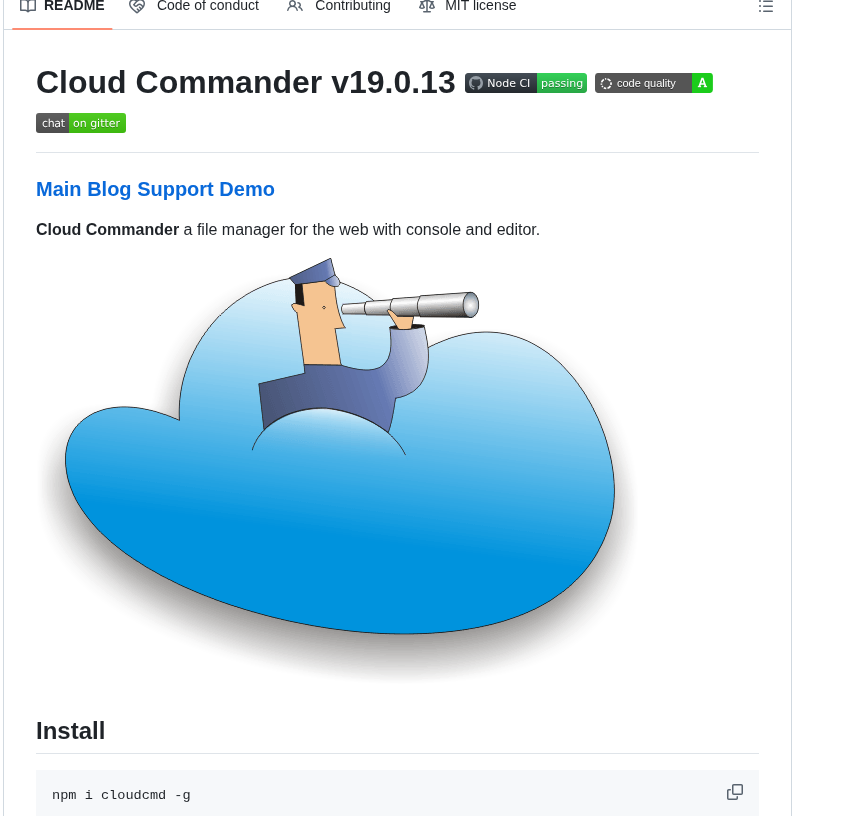 README Code of conduct Contributing MIT license
Cloud Commander v19.0.13 Node CI passing code quality A
chat on gitter
Main Blog Support Demo
Cloud Commander a file manager for the web with console and editor.
Install
npm i cloudcmd -g